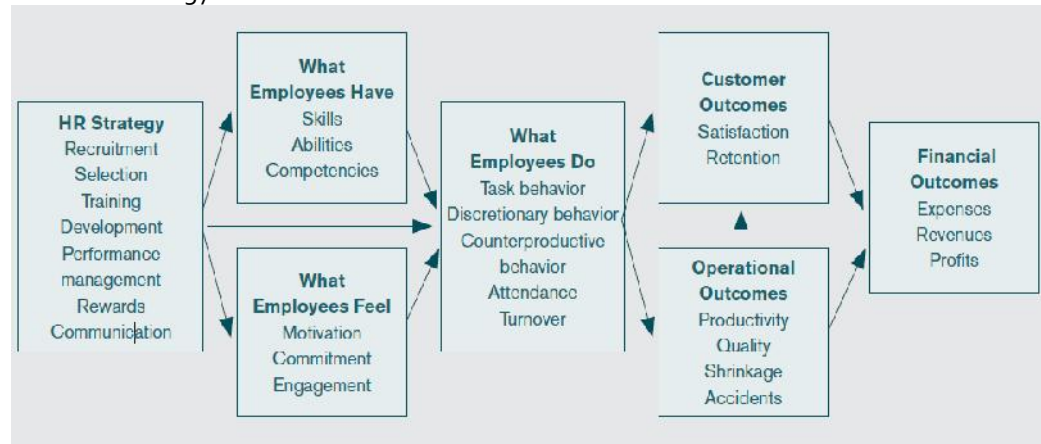 HR Strategy
Recruitment
Selection
Training
Development
Performance
management
Rewards
Communication
What
Employees Have
Skills
Abilities
Competencies
What
Employees Feel
Motivation
Commitment
Engagement
What
Employees Do
Task behavior
Discretionary behavior
Counterproductive
behavior
Attendance
Turnover
Customer
Outcomes
Satisfaction
Retention
Operational
Outcomes
Productivity
Quality
Shrinkage
Accidents
Financial
Outcomes
Expenses
Revenues
Profits